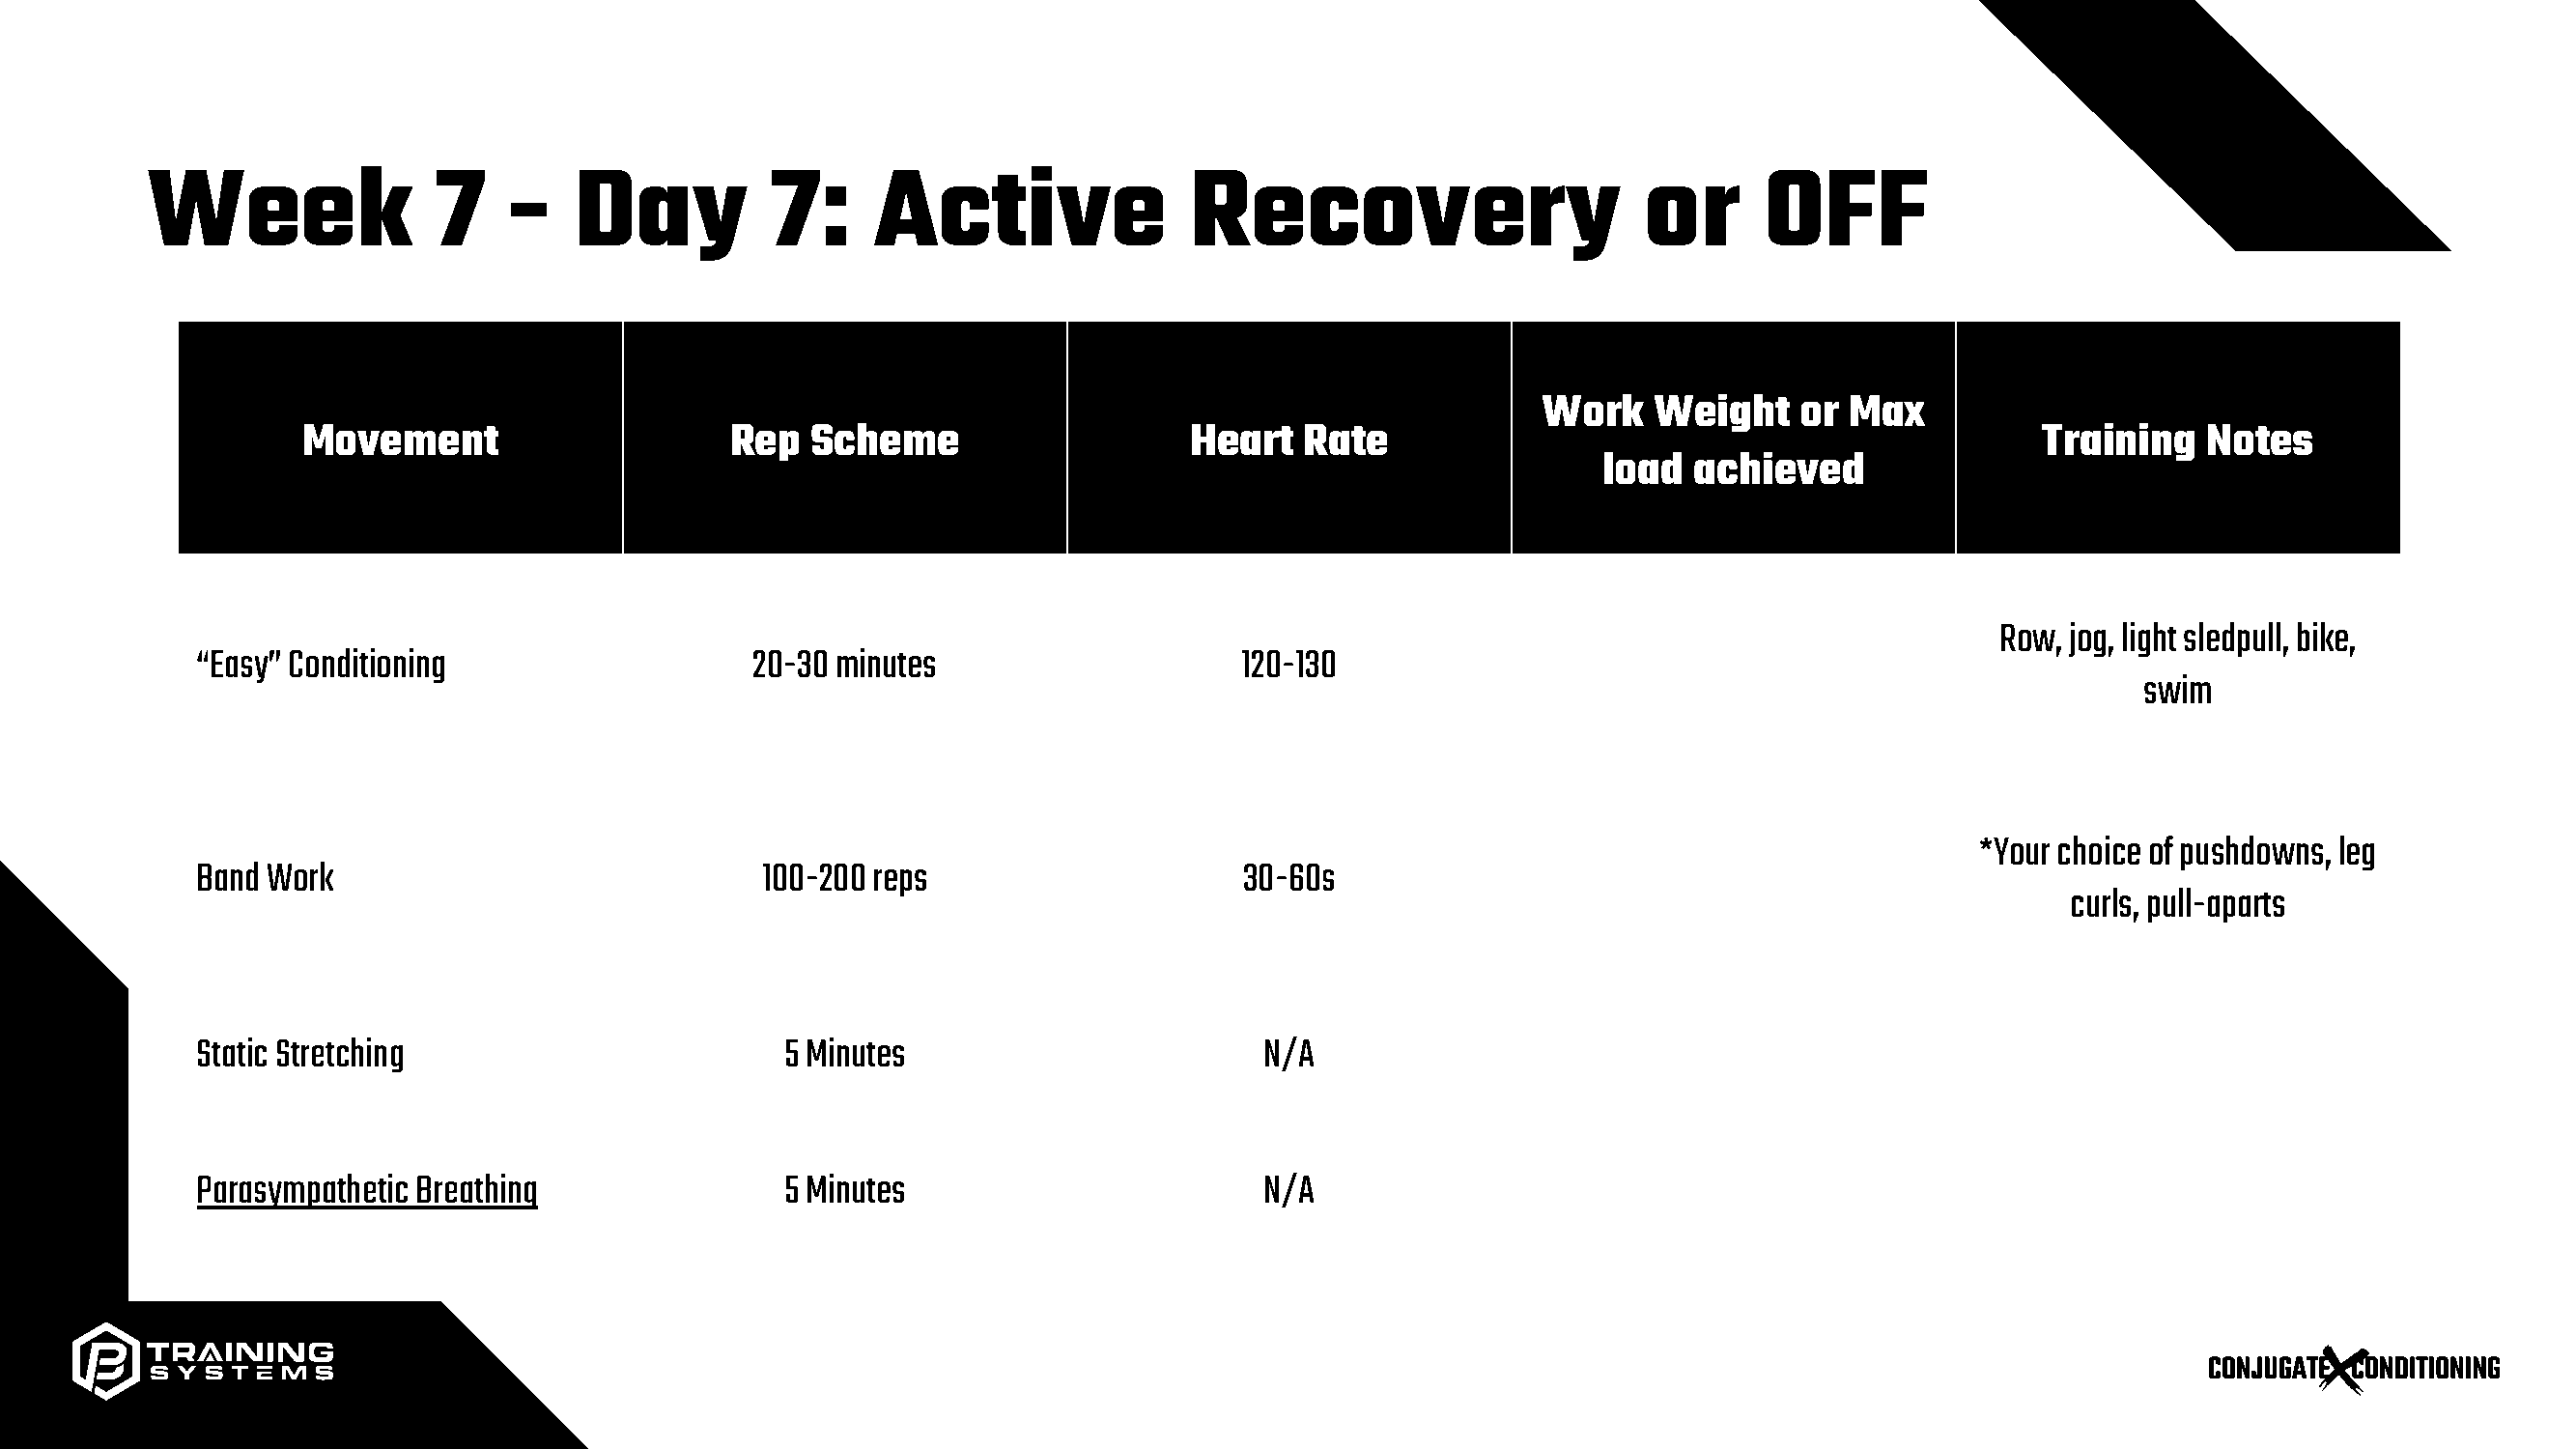 Week 7 – Day 7: Active Recovery or OFF
Movement
Rep Scheme
Heart Rate
Work Weight or Max
load achieved
Training Notes
“Easy” Conditioning
20-30 minutes
120-130
Row, jog, light sledpull, bike,
swim
Band Work
100-200 reps
30-60s
*Your choice of pushdowns, leg
curls, pull-aparts
Static Stretching
5 Minutes
N/A
Parasympathetic Breathing
5 Minutes
N/A
TRAINING
SYSTEMS
CONJUGATE X CONDITIONING